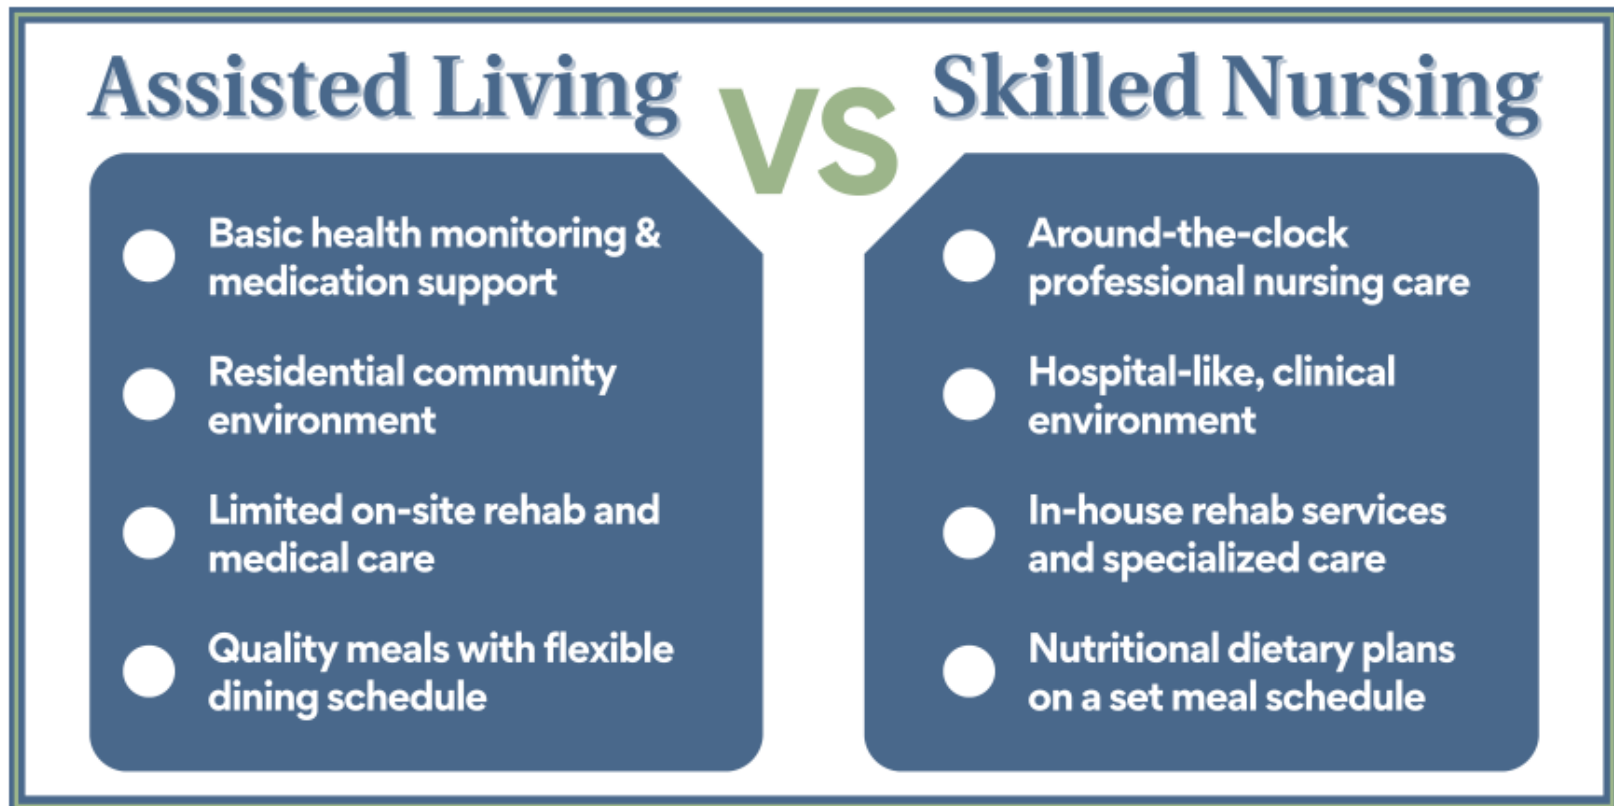 Assisted Living
VS
Skilled Nursing
Basic health monitoring &
medication support
Residential community
environment
Limited on-site rehab and
medical care
Quality meals with flexible
dining schedule
Around-the-clock
professional nursing care
Hospital-like, clinical
environment
In-house rehab services
and specialized care
Nutritional dietary plans
on a set meal schedule